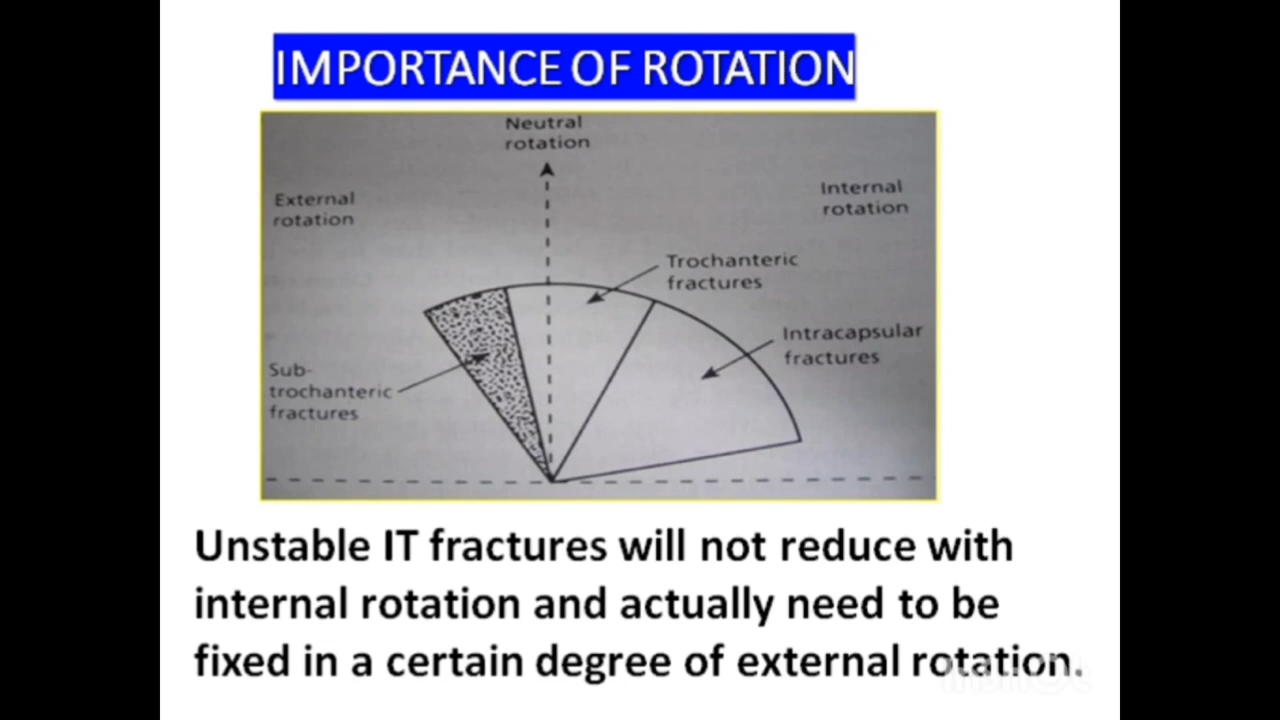 IMPORTANCE OF ROTATION
Neutral
rotation
External
rotation
Internal
rotation
Trochanteric
fractures
Intracapsular
fractures
Sub-
trochanteric
fractures
Unstable IT fractures will not reduce with
internal rotation and actually need to be
fixed in a certain degree of external rotation.